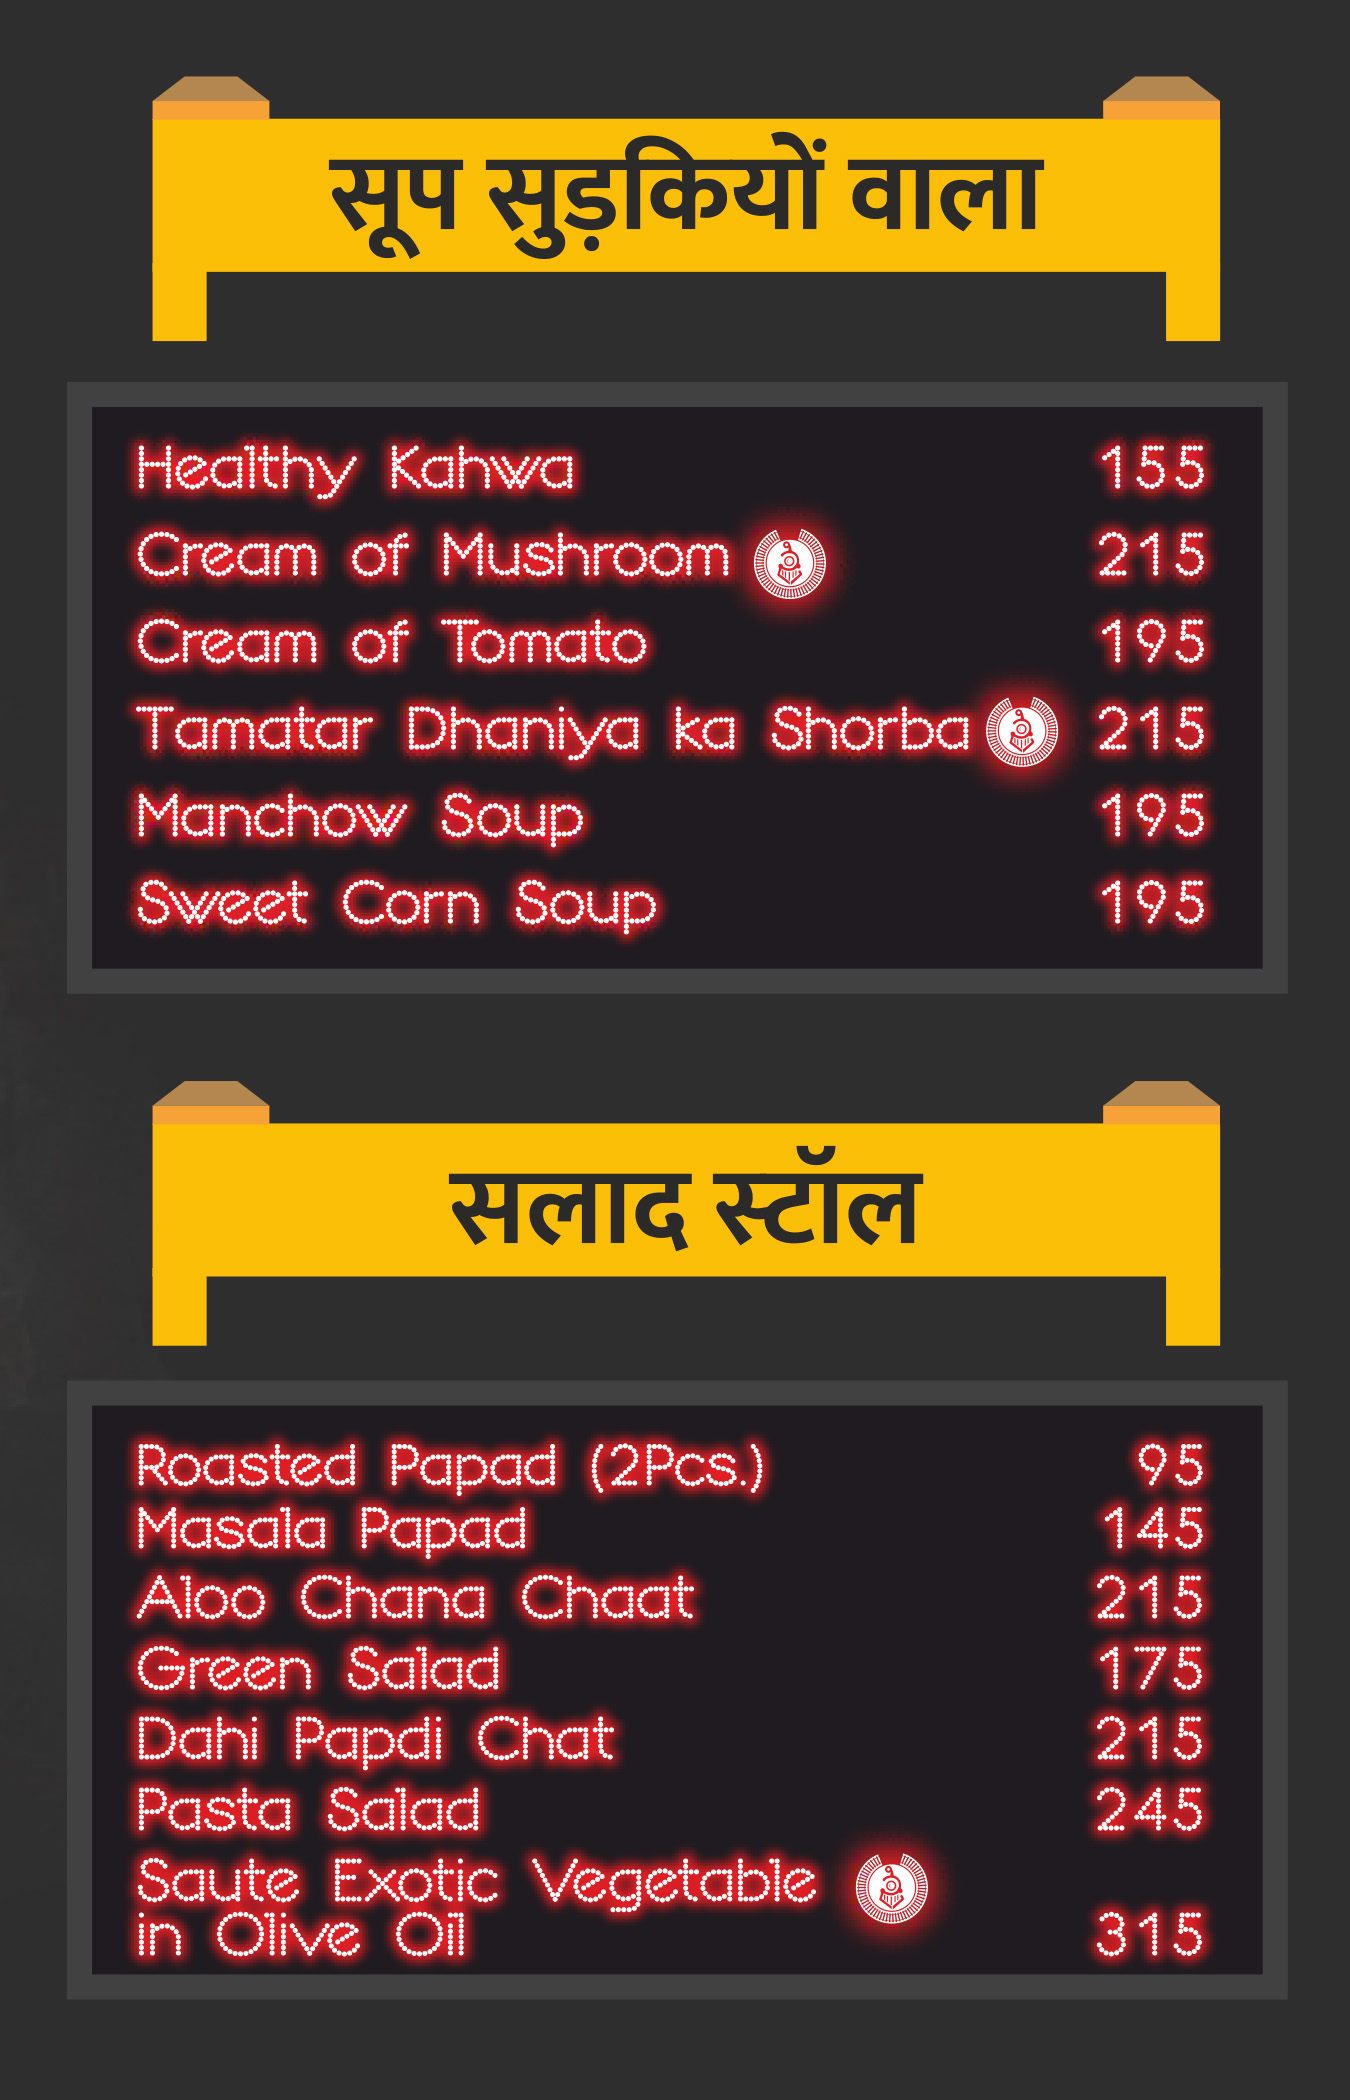 सूप सुड़कियों वाला
Healthy Kahwa 155
Cream of Mushroom 215
Cream of Tomato 195
Tamatar Dhaniya ka Shorba 215
Manchow Soup 195
Sweet Corn Soup 195
सलाद स्टॉल
Roasted Papad (2Pcs.) 95
Masala Papad 145
Aloo Chana Chaat 215
Green Salad 175
Dahi Papdi Chat 215
Pasta Salad 245
Saute Exotic Vegetable
in Olive Oil 315